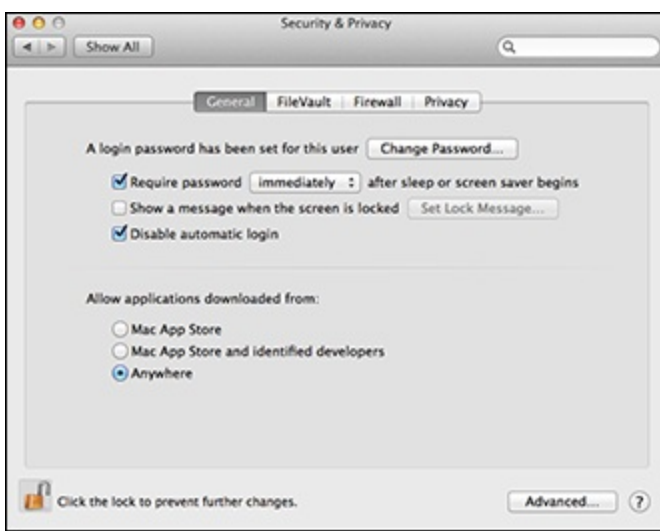 Security & Privacy
Show All
General FileVault Firewall Privacy
A login password has been set for this user Change Password...
Require password immediately after sleep or screen saver begins
Show a message when the screen is locked Set Lock Message...
Disable automatic login
Allow applications downloaded from:
Mac App Store
Mac App Store and identified developers
Anywhere
Click the lock to prevent further changes. Advanced... ?